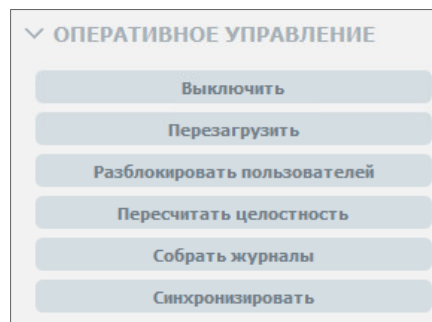 ОПЕРАТИВНОЕ УПРАВЛЕНИЕ
Выключить
Перезагрузить
Разблокировать пользователей
Пересчитать целостность
Собрать журналы
Синхронизировать